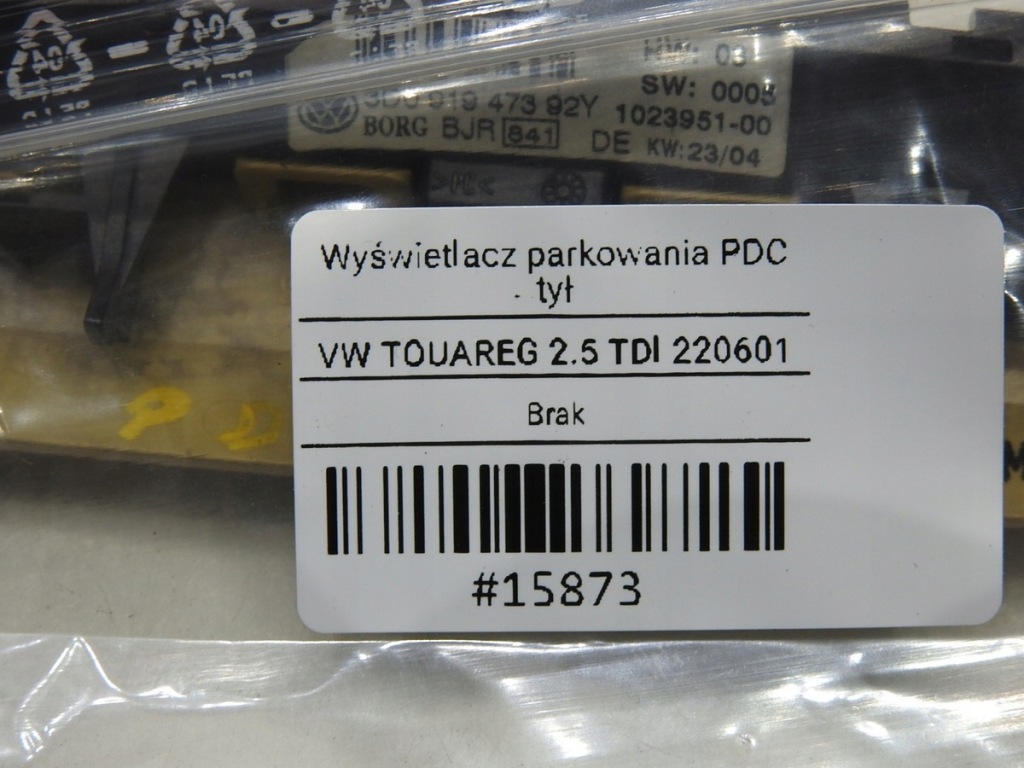 HW: 03
SW: 0005
919 473 92Y 1023951-00
BORG BJR 841 DE KW:23/04
>H<
Wyświetlacz parkowania PDC
tył
VW TOUAREG 2.5 TDI 220601
Brak
#15873